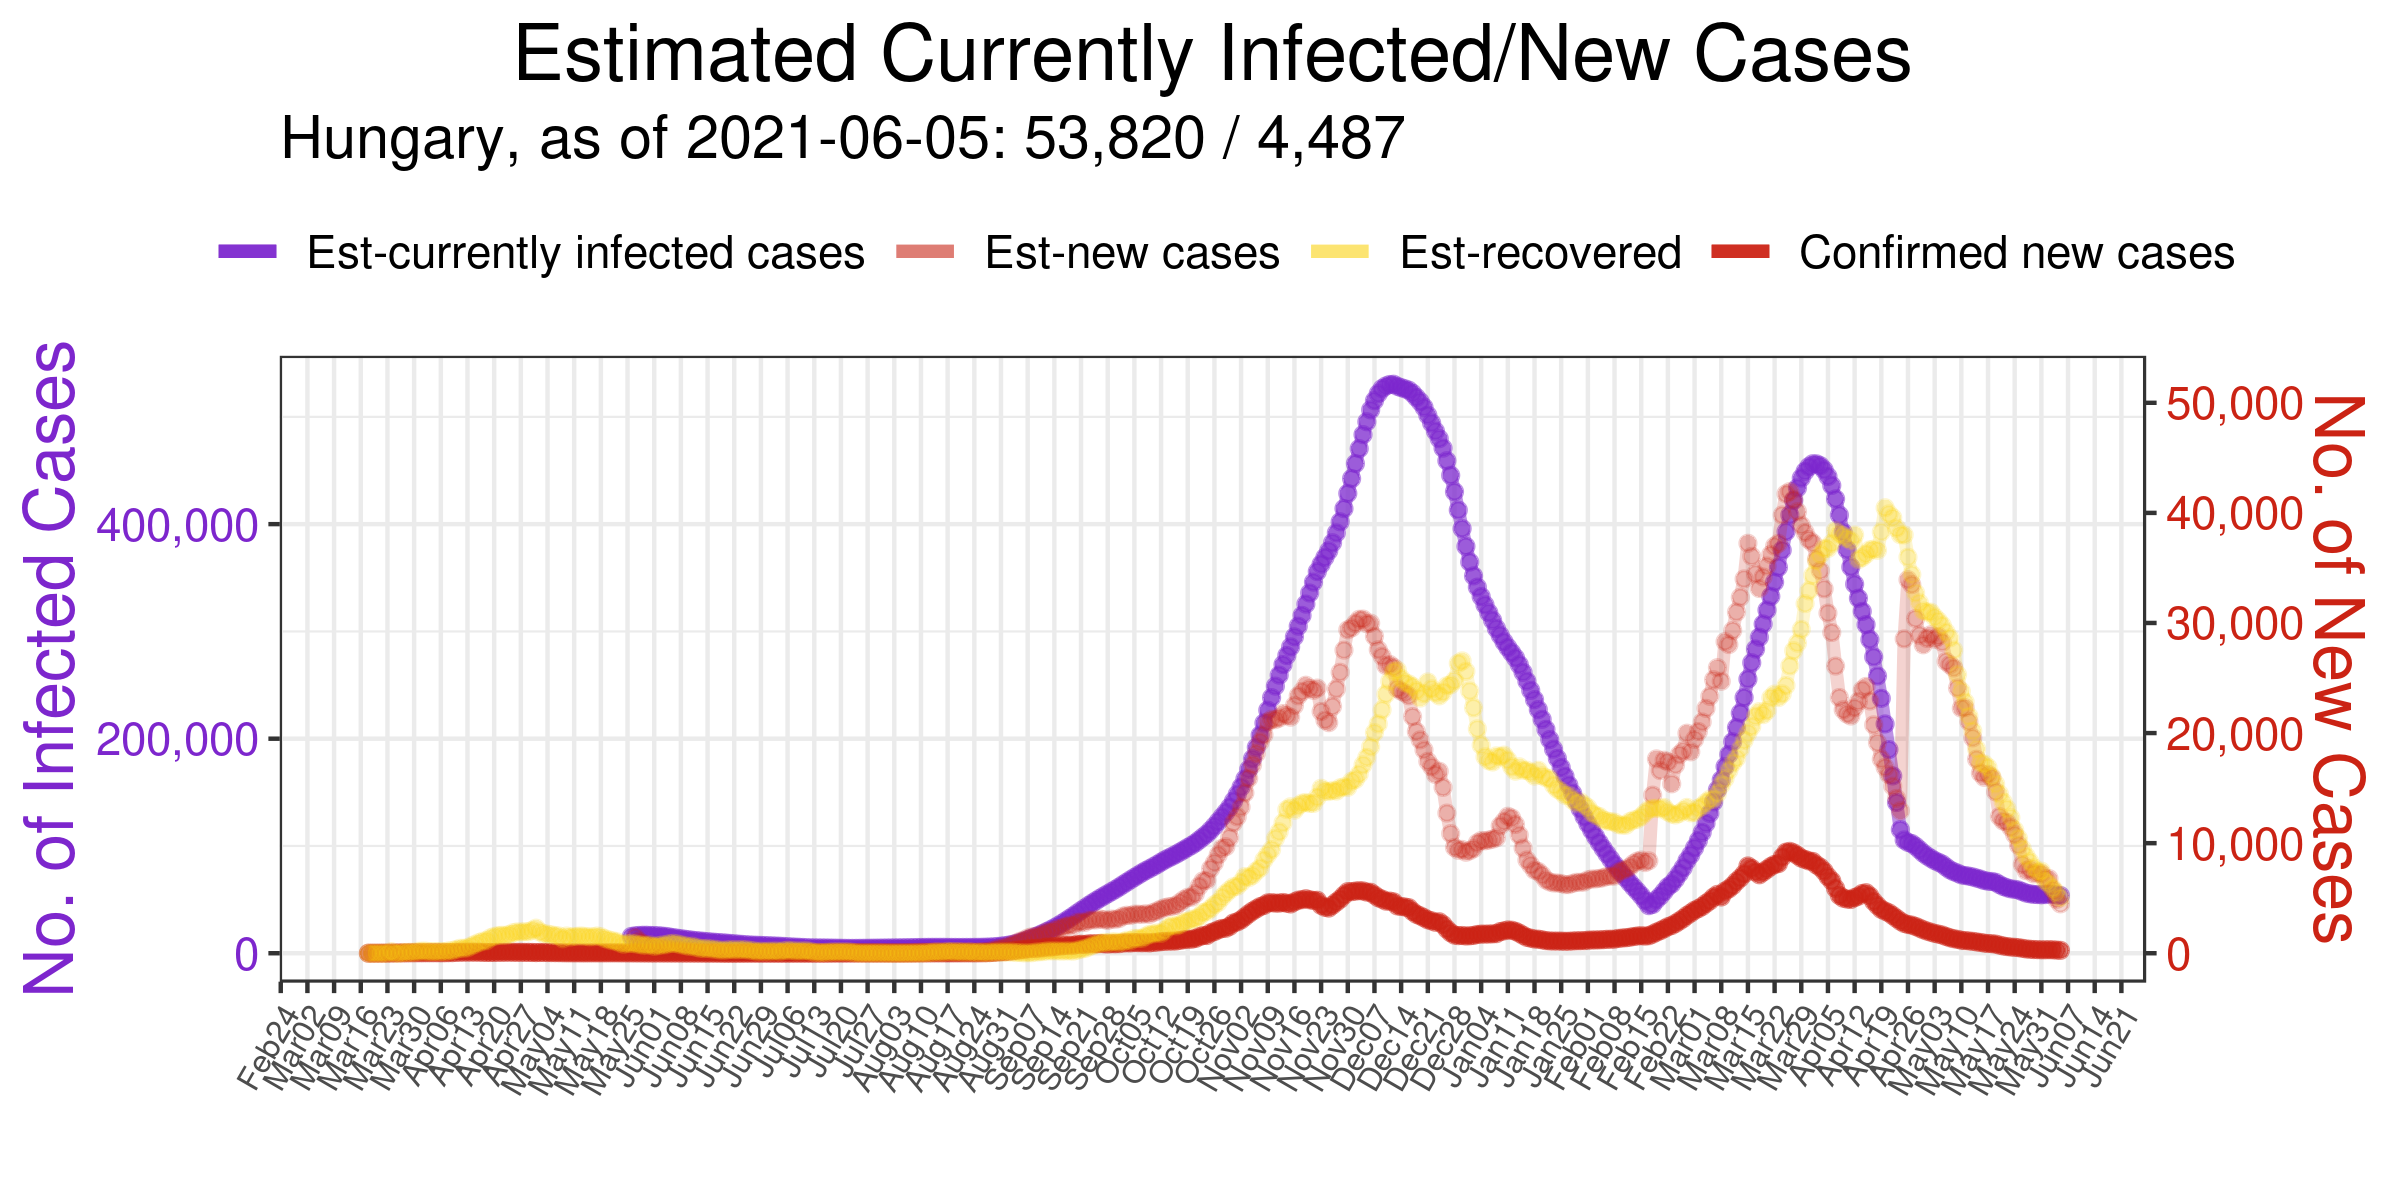 Estimated Currently Infected/New Cases
Hungary, as of 2021-06-05: 53,820 / 4,487
Est-currently infected cases Est-new cases Est-recovered Confirmed new cases
No. of Infected Cases
400,000
200,000
0
50,000
40,000
30,000
20,000
10,000
0
No. of New Cases
Feb24
Mar02
Mar09
Mar16
Mar23
Mar30
Apr06
Apr13
Apr20
Apr27
May04
May11
May18
May25
Jun01
Jun08
Jun15
Jun22
Jun29
Jul06
Jul13
Jul20
Jul27
Aug03
Aug10
Aug17
Aug24
Aug31
Sep07
Sep14
Sep21
Sep28
Oct05
Oct12
Oct19
Oct26
Nov02
Nov09
Nov16
Nov23
Nov30
Dec07
Dec14
Dec21
Dec28
Jan04
Jan11
Jan18
Jan25
Feb01
Feb08
Feb15
Feb22
Mar01
Mar08
Mar15
Mar22
Mar29
Apr05
Apr12
Apr19
Apr26
May03
May10
May17
May24
May31
Jun07
Jun14
Jun21